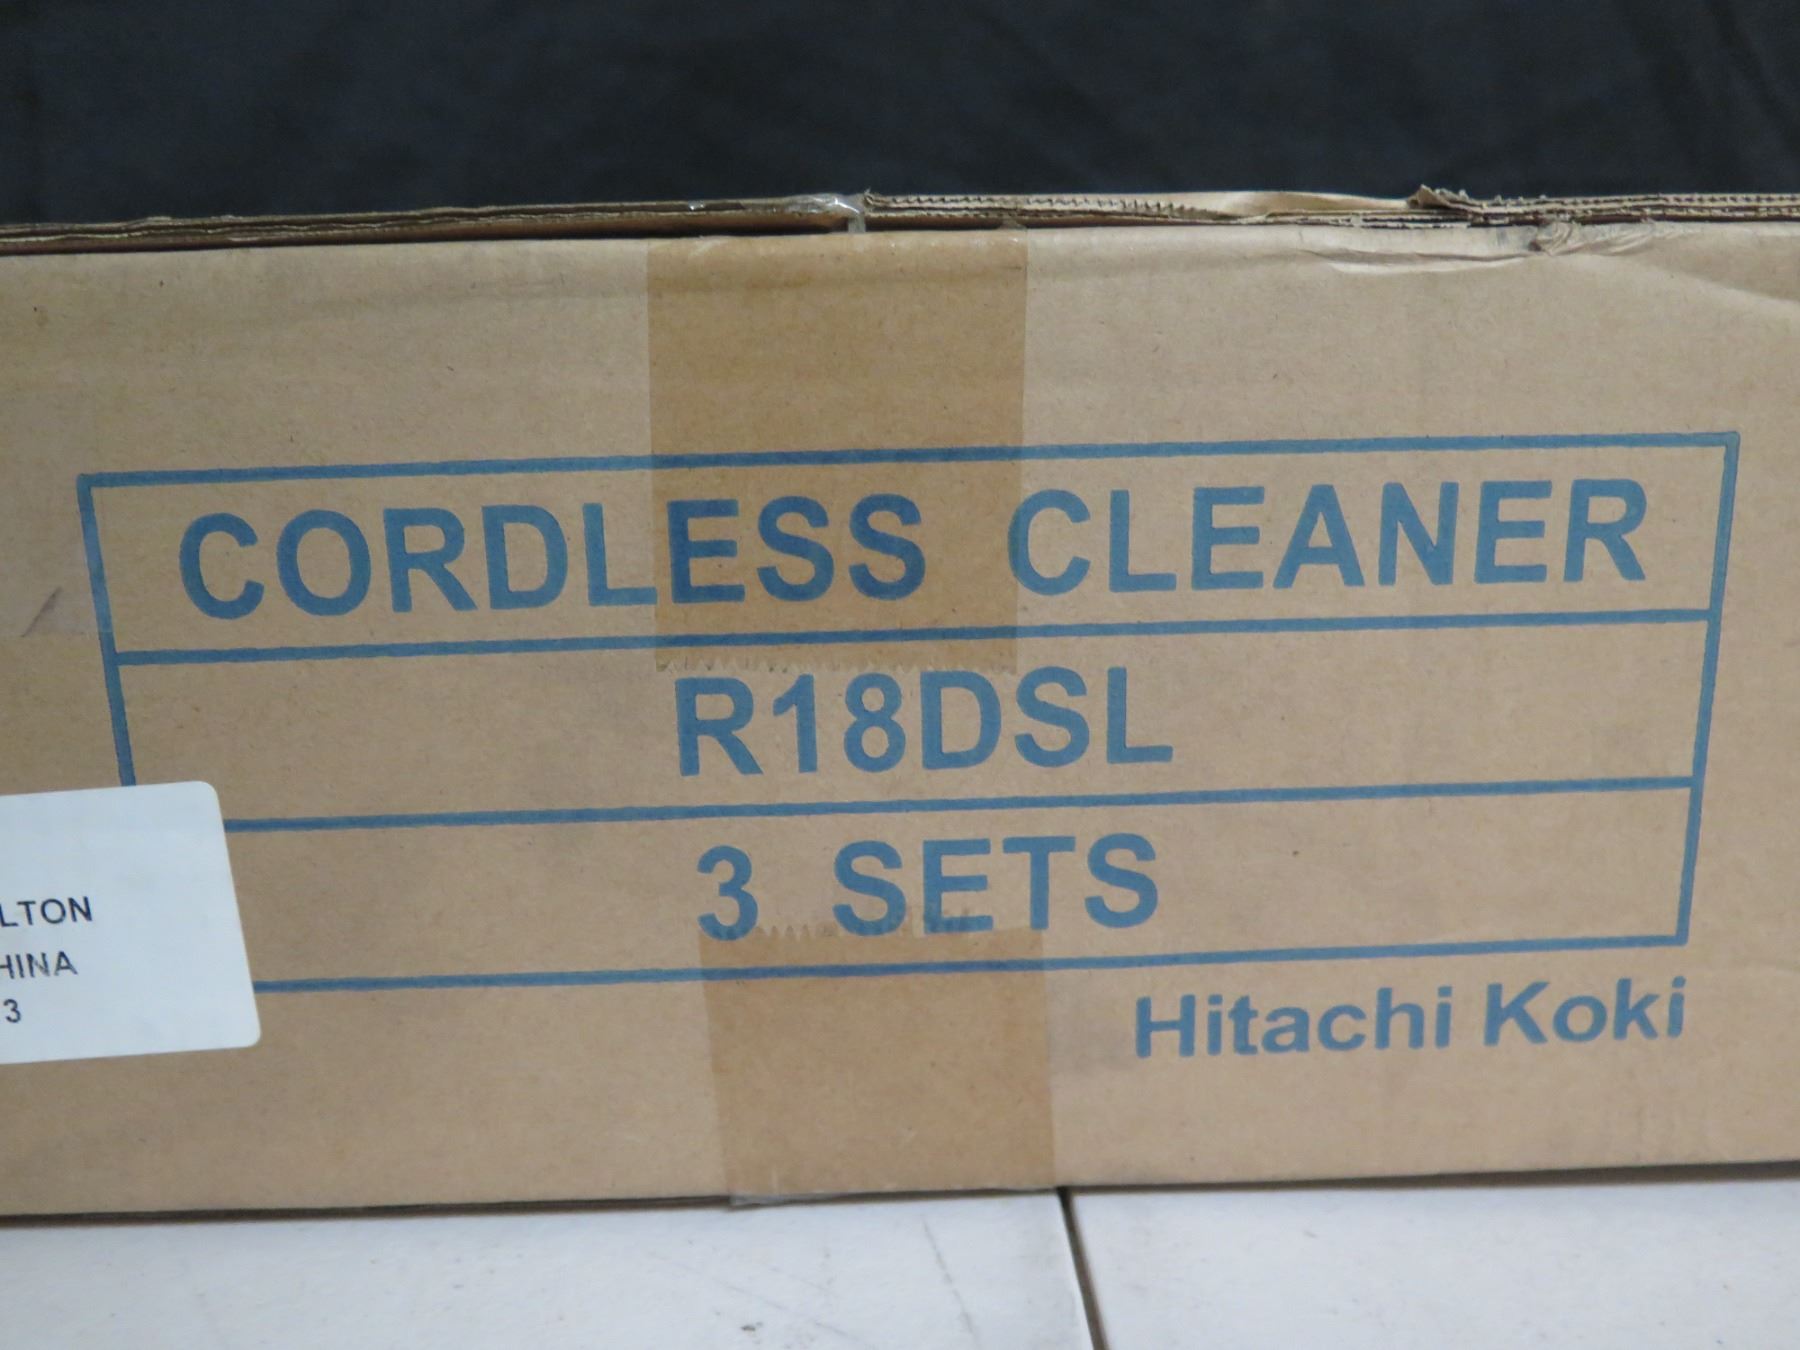 CORDLESS CLEANER
R18DSL
3 SETS
Hitachi Koki
LTON
HINA
3